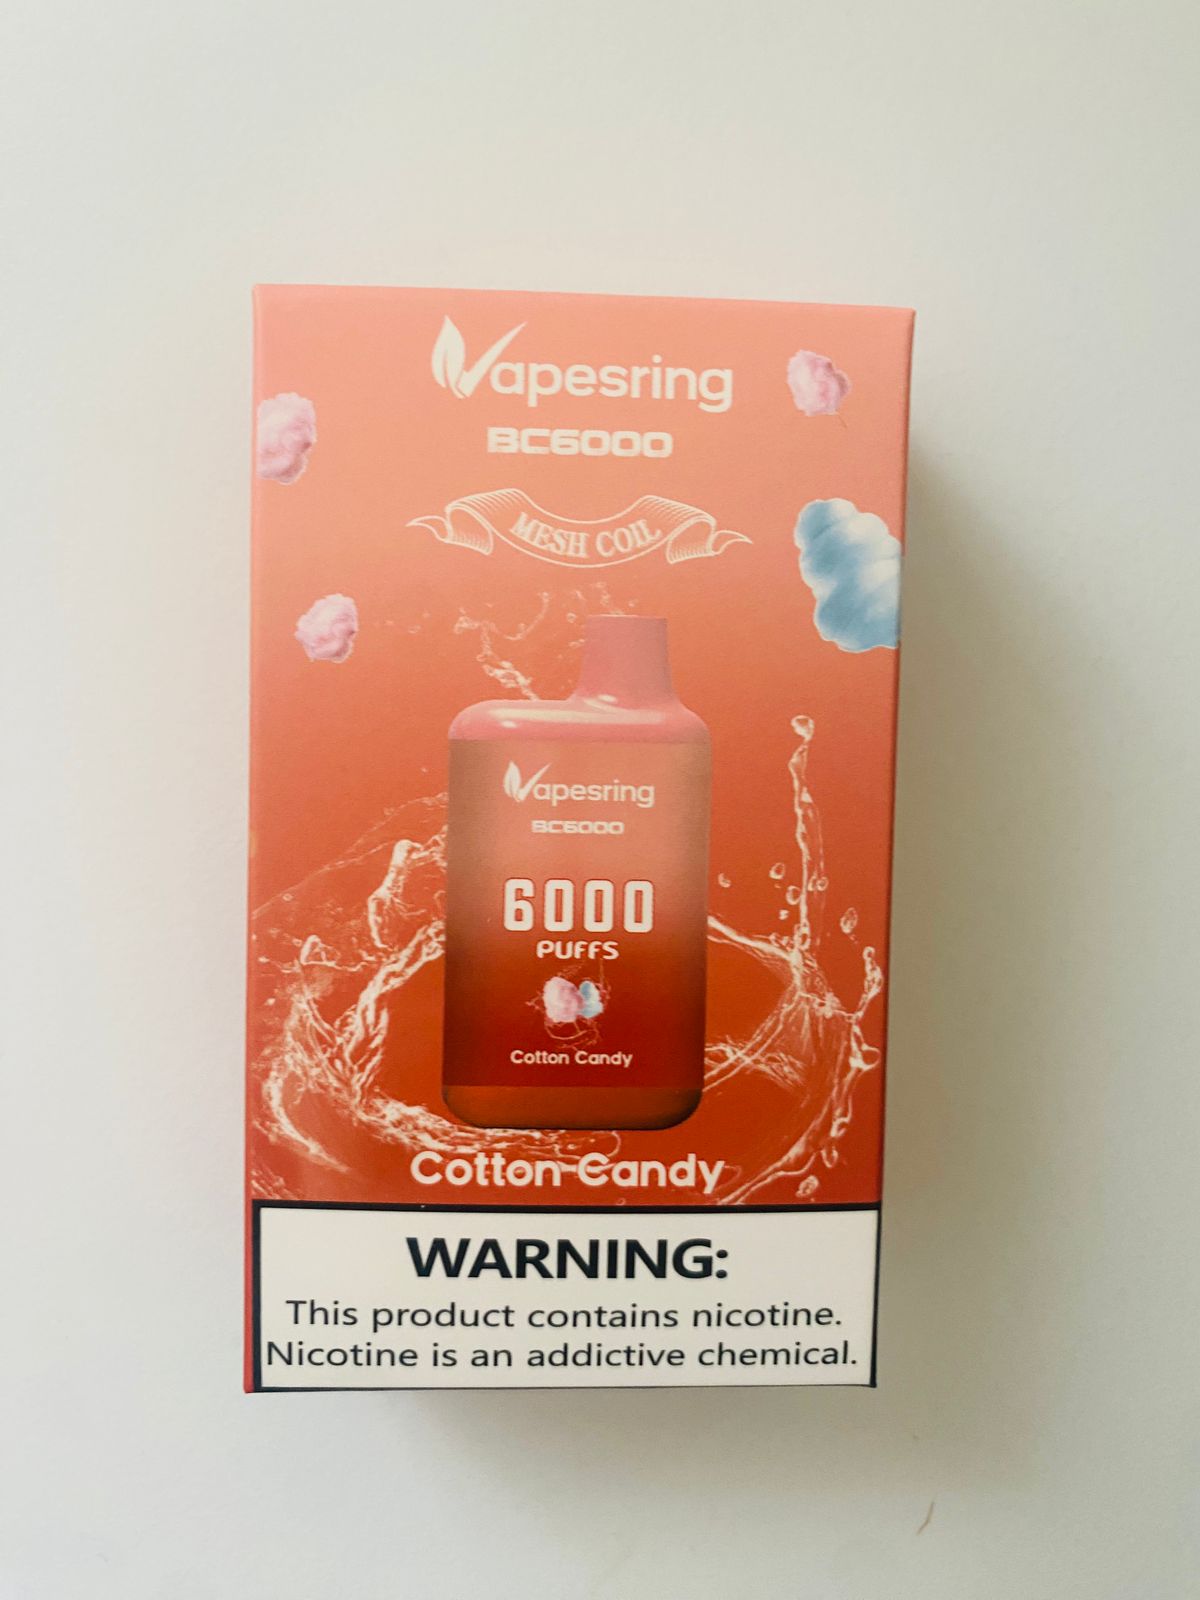 Vapesring
BC6000
MESH COIL
Vapesring
BC6000
6000
PUFFS
Cotton Candy
Cotton Candy
WARNING:
This product contains nicotine.
Nicotine is an addictive chemical.